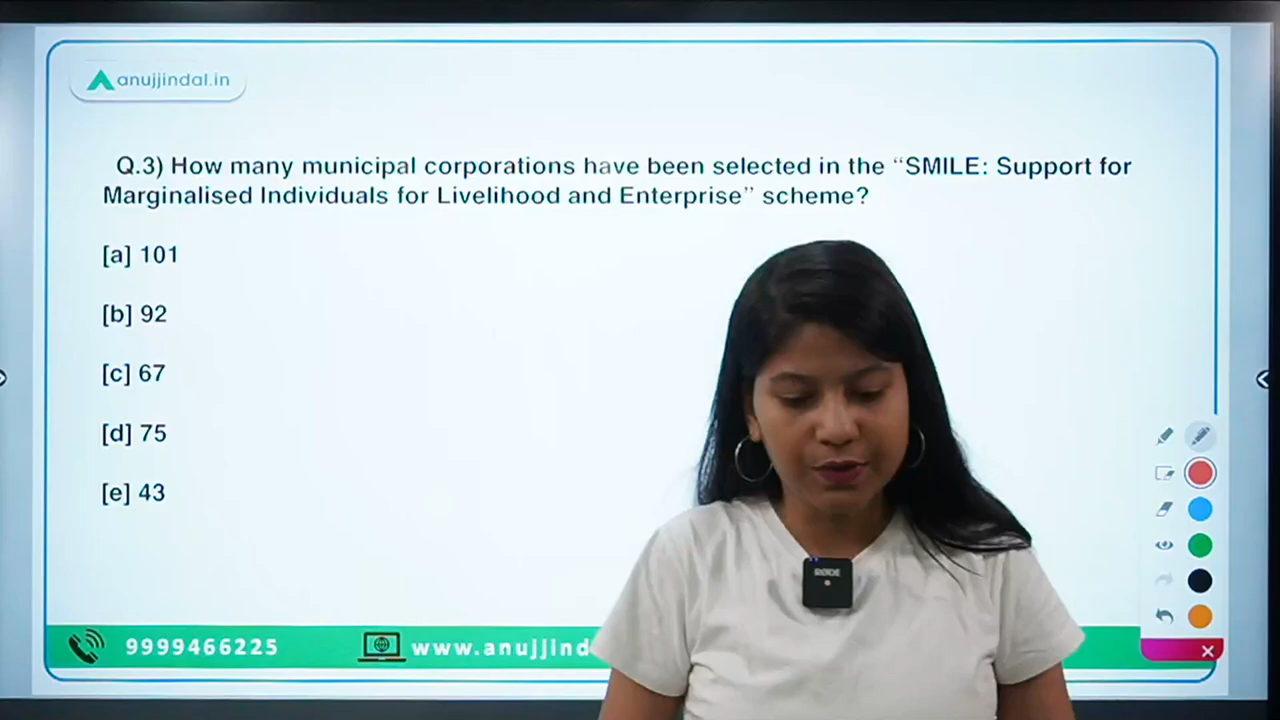 anujjindal.in
Q.3) How many municipal corporations have been selected in the “SMILE: Support for
Marginalised Individuals for Livelihood and Enterprise” scheme?
[a] 101
[b] 92
[c] 67
[d] 75
[e] 43
RØDE
9999466225
www.anujjind